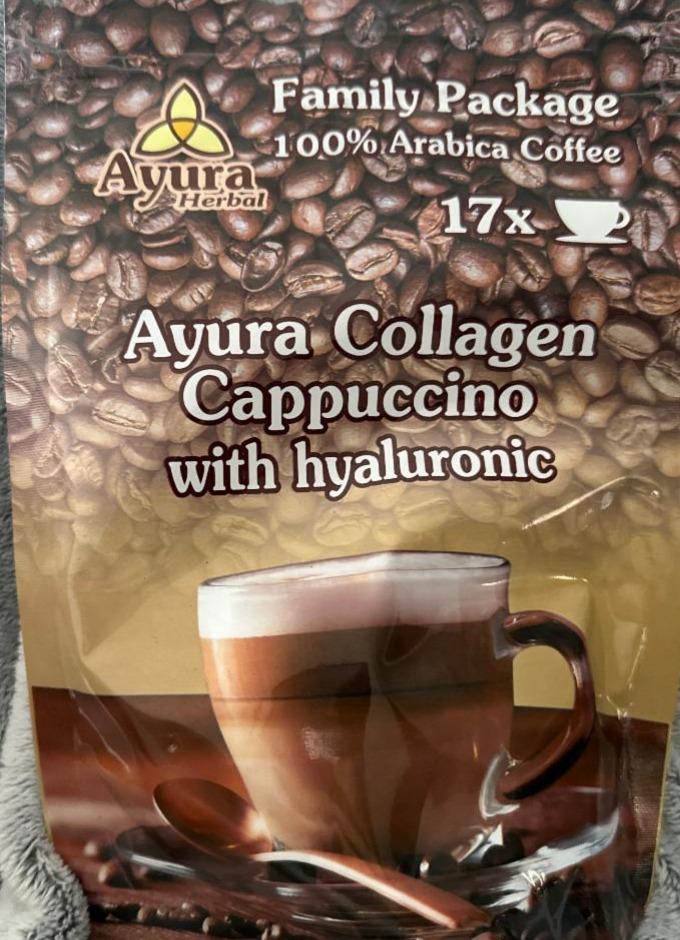 Family Package
100% Arabica Coffee
Ayura
Herbal
17x
Ayura Collagen
Cappuccino
with hyaluronic